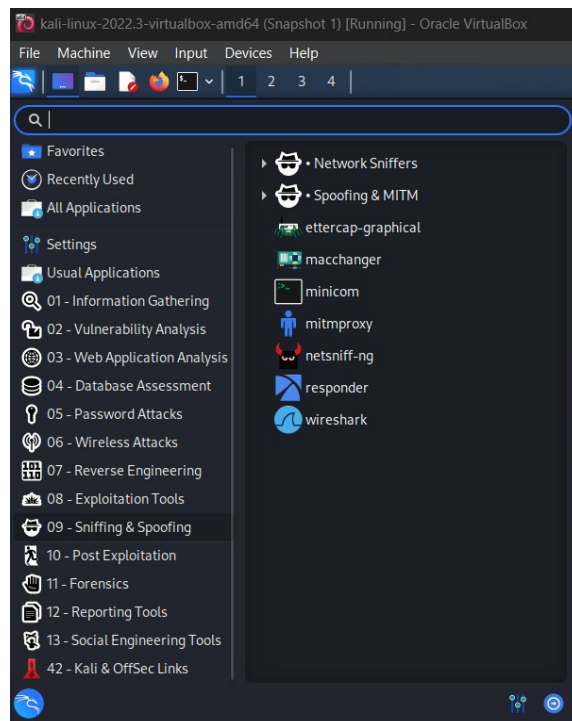 kali-linux-2022.3-virtualbox-amd64 (Snapshot 1) [Running] - Oracle VirtualBox
File Machine View Input Devices Help
1 2 3 4
Favorites
Recently Used
All Applications
Settings
Usual Applications
01 - Information Gathering
02 - Vulnerability Analysis
03 - Web Application Analysis
04 - Database Assessment
05 - Password Attacks
06 - Wireless Attacks
07 - Reverse Engineering
08 - Exploitation Tools
09 - Sniffing & Spoofing
10 - Post Exploitation
11 - Forensics
12 - Reporting Tools
13 - Social Engineering Tools
42 - Kali & OffSec Links
• Network Sniffers
• Spoofing & MITM
ettercap-graphical
macchanger
minicom
mitmproxy
netsniff-ng
responder
wireshark